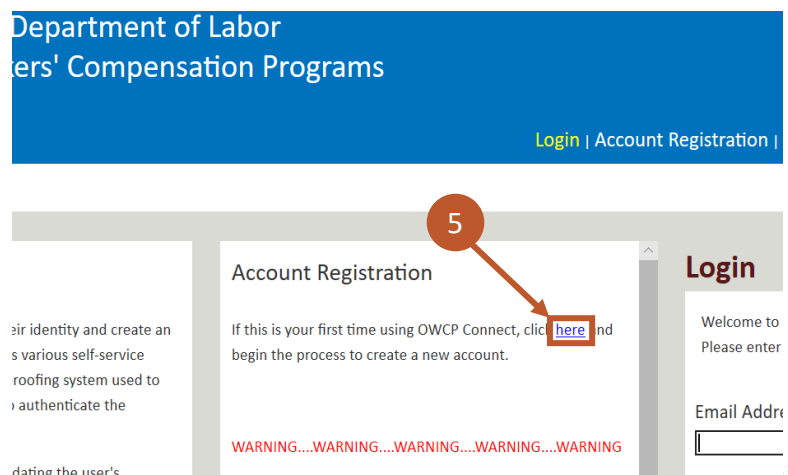 Department of Labor
kers' Compensation Programs
Login | Account Registration |
5
eir identity and create an
s various self-service
roofing system used to
authenticate the
dating the user's
Account Registration
If this is your first time using OWCP Connect, click here and
begin the process to create a new account.
WARNING....WARNING....WARNING....WARNING....WARNING
Login
Welcome to
Please enter
Email Addre